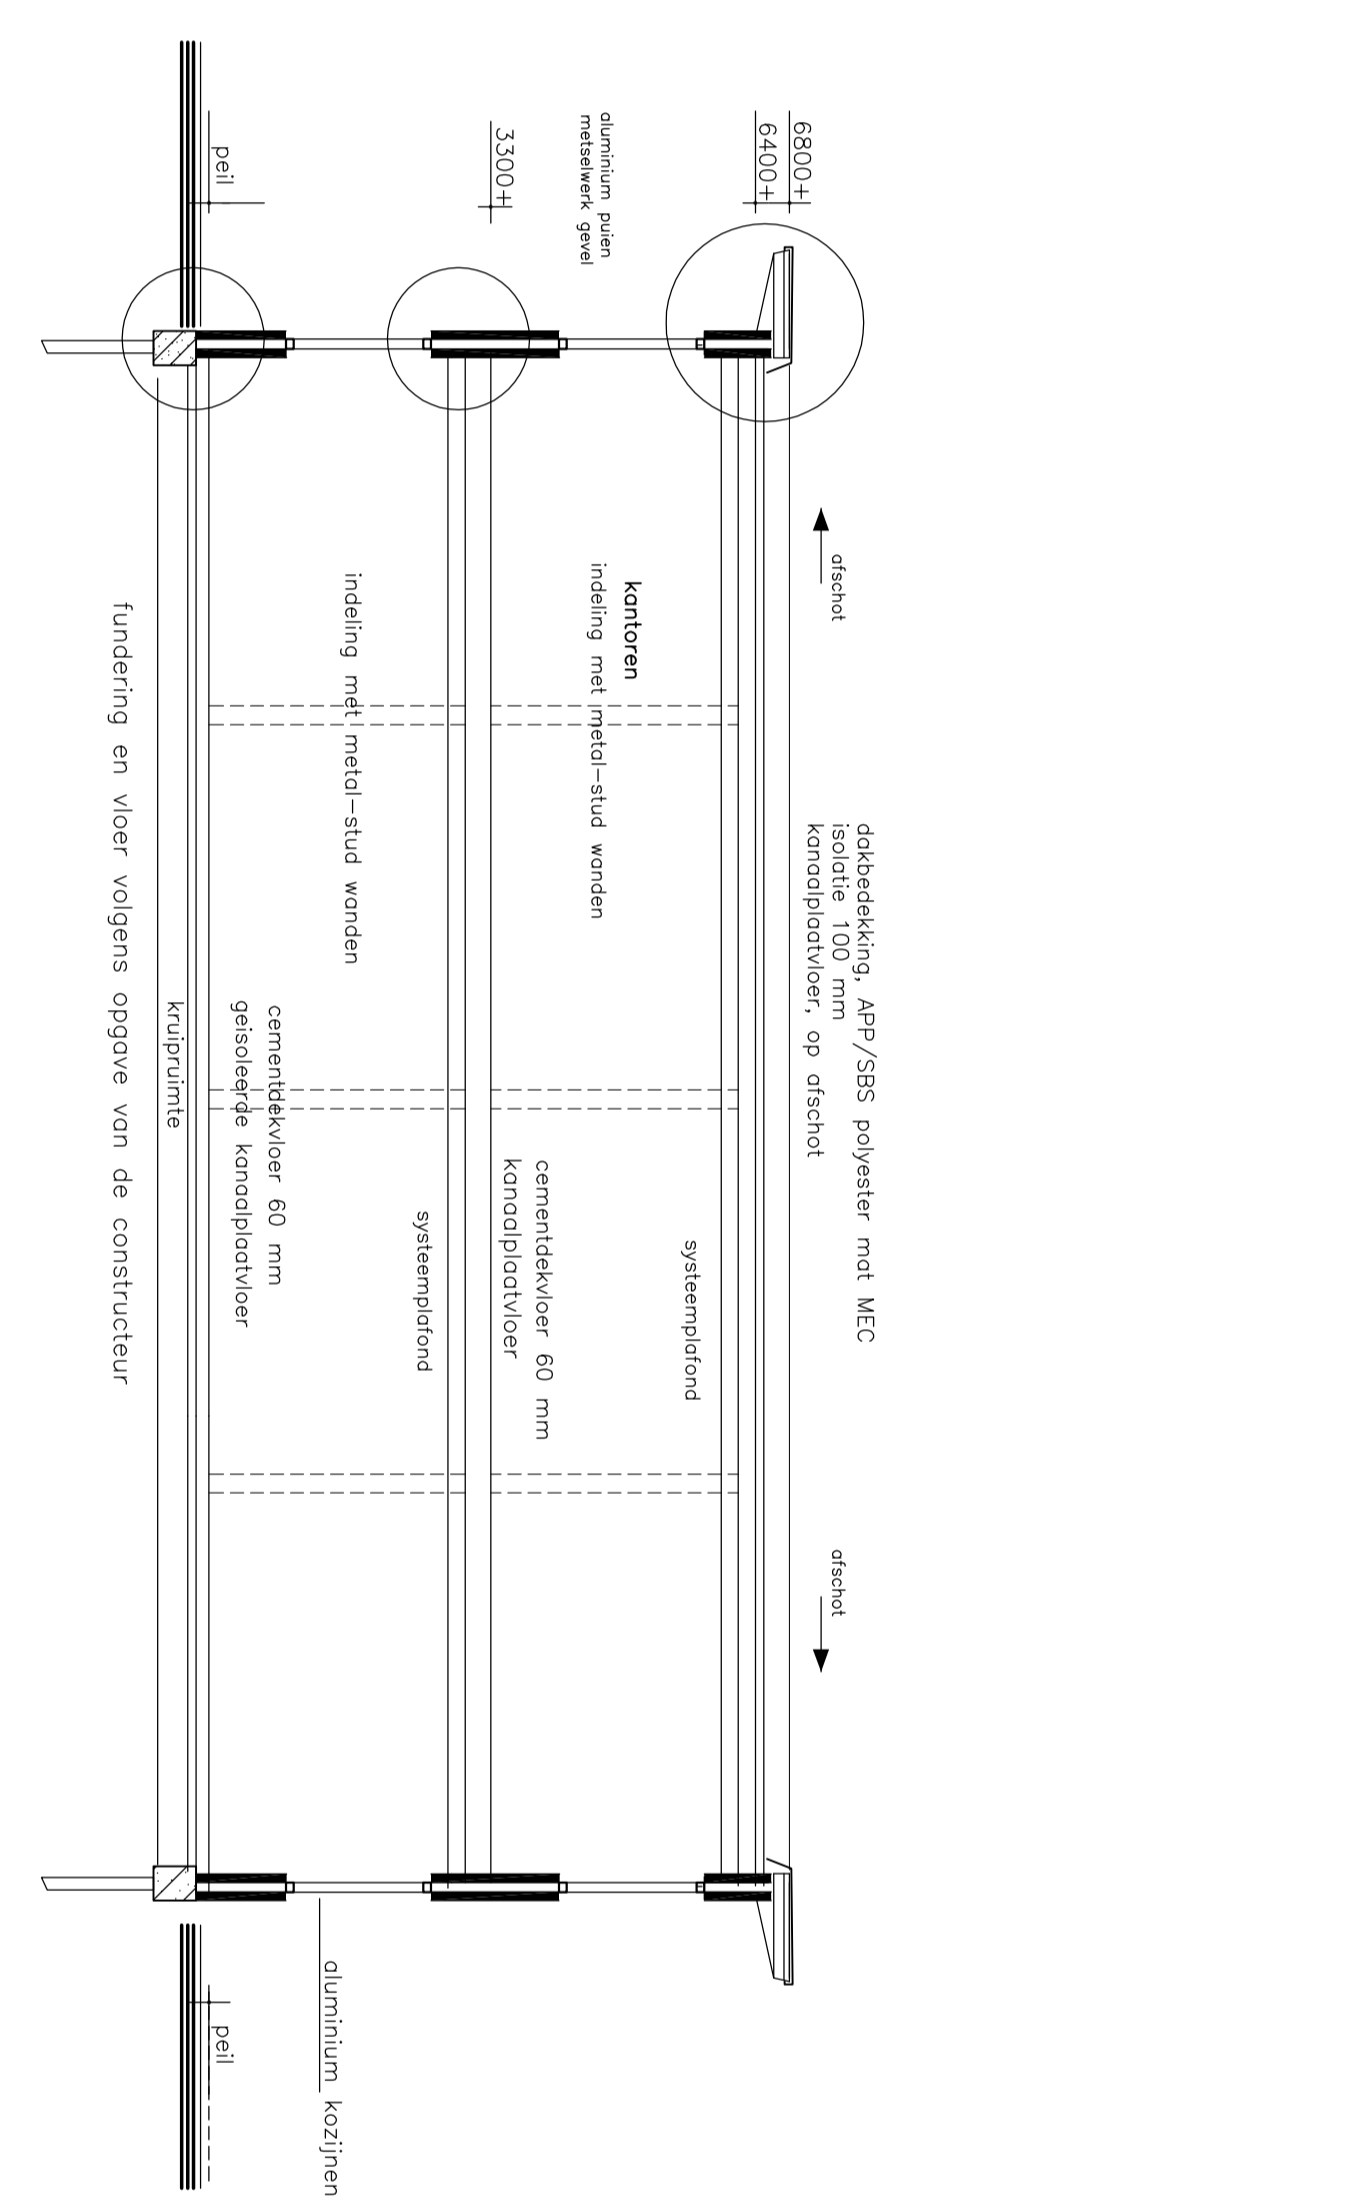 dakbedekking, APP/SBS polyester mat MEC
isolatie 100 mm
kanaalplaatvloer, op afschot
afschot
afschot
6800+
6400+
systeemplafond
kantoren
indeling met metal-stud wanden
aluminium puien
metselwerk gevel
cementdekvloer 60 mm
kanaalplaatvloer
3300+
systeemplafond
indeling met metal-stud wanden
aluminium kozijnen
cementdekvloer 60 mm
geisoleerde kanaalplaatvloer
peil
peil
kruipruimte
fundering en vloer volgens opgave van de constructeur